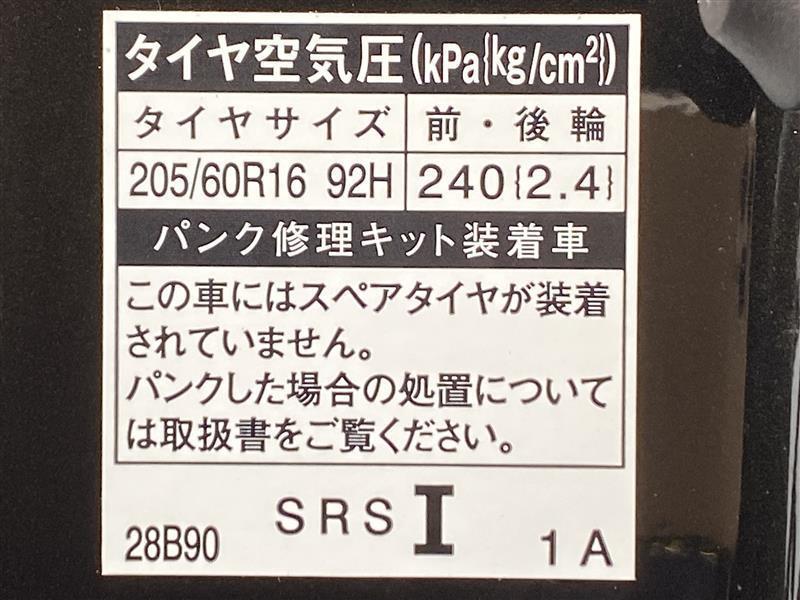 タイヤ空気圧(kPa{kg/cm²})
タイヤサイズ 前・後輪
205/60R16 92H 240{2.4}
パンク修理キット装着車
この車にはスペアタイヤが装着
されていません。
パンクした場合の処置について
は取扱書をご覧ください。
28B90 SRS I 1A